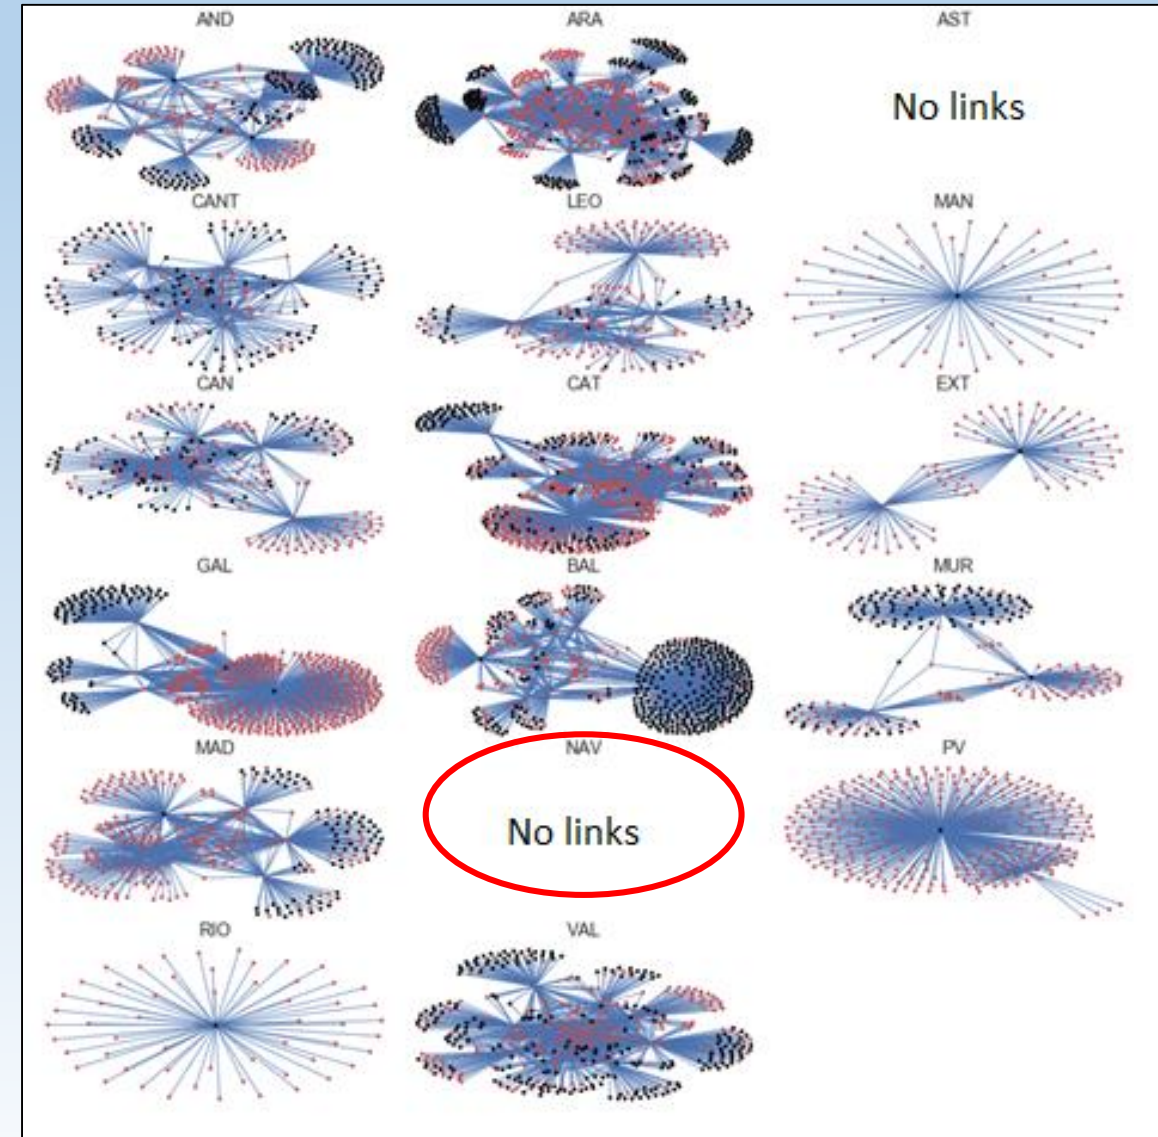 AND
ARA
AST
No links
CANT
LEO
MAN
CAN
CAT
EXT
GAL
BAL
MUR
MAD
NAV
No links
PV
RIO
VAL